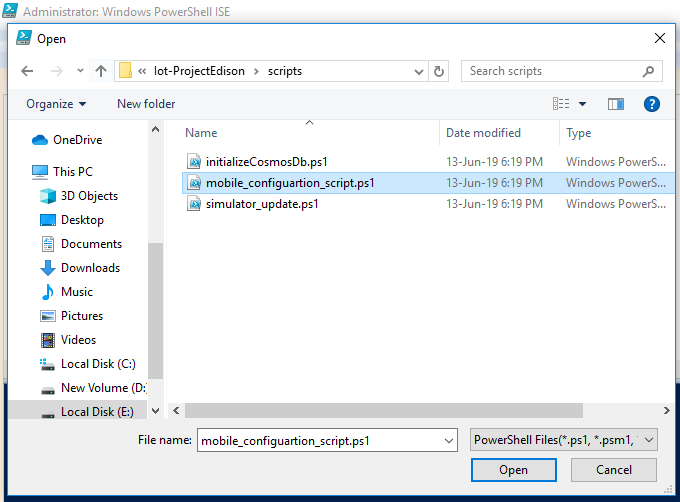 Administrator: Windows PowerShell ISE
Open
« Iot-ProjectEdison › scripts
Search scripts
Organize
New folder
?
Name
Date modified
Type
OneDrive
This PC
3D Objects
Desktop
Documents
Downloads
Music
Pictures
Videos
Local Disk (C:)
New Volume (D:
Local Disk (E:)
initializeCosmosDb.ps1 13-Jun-19 6:19 PM Windows PowerS...
mobile_configuartion_script.ps1 13-Jun-19 6:19 PM Windows PowerS...
simulator_update.ps1 13-Jun-19 6:19 PM Windows PowerS...
File name: mobile_configuartion_script.ps1
PowerShell Files(*.ps1, *.psm1,
Open
Cancel